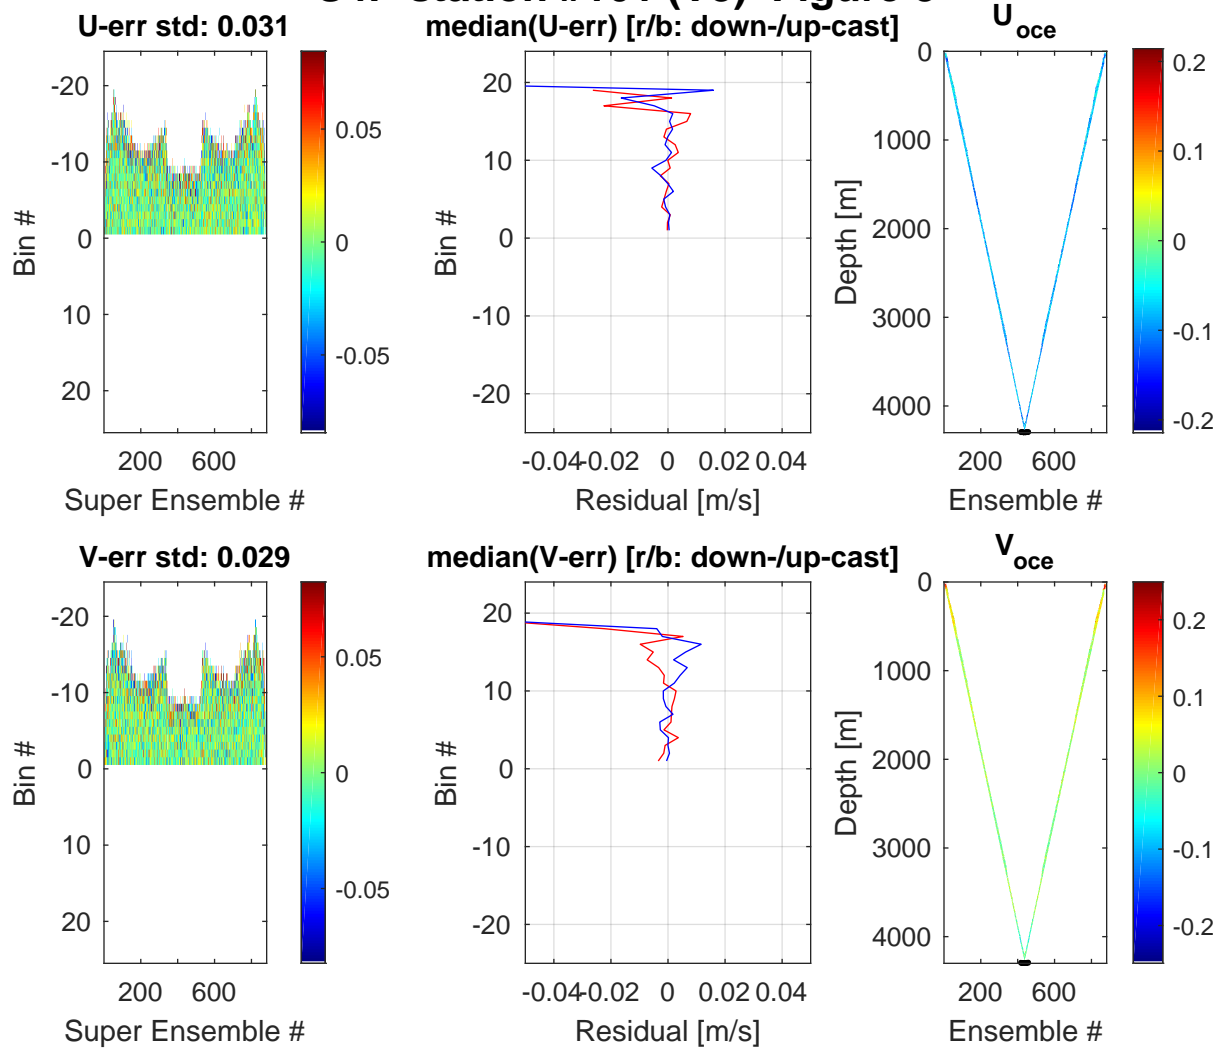 U-err std: 0.031
-20
-10
0
10
20
Bin #
200 600
Super Ensemble #
0.05
0
-0.05
median(U-err) [r/b: down-/up-cast]
20
10
0
-10
-20
Bin #
-0.04 -0.02 0 0.02 0.04
Residual [m/s]
U oce
0
1000
2000
3000
4000
Depth [m]
200 600
Ensemble #
0.2
0.1
0
-0.1
-0.2
V-err std: 0.029
-20
-10
0
10
20
Bin #
200 600
Super Ensemble #
0.05
0
-0.05
median(V-err) [r/b: down-/up-cast]
20
10
0
-10
-20
Bin #
-0.04 -0.02 0 0.02 0.04
Residual [m/s]
V oce
0
1000
2000
3000
4000
Depth [m]
200 600
Ensemble #
0.2
0.1
0
-0.1
-0.2